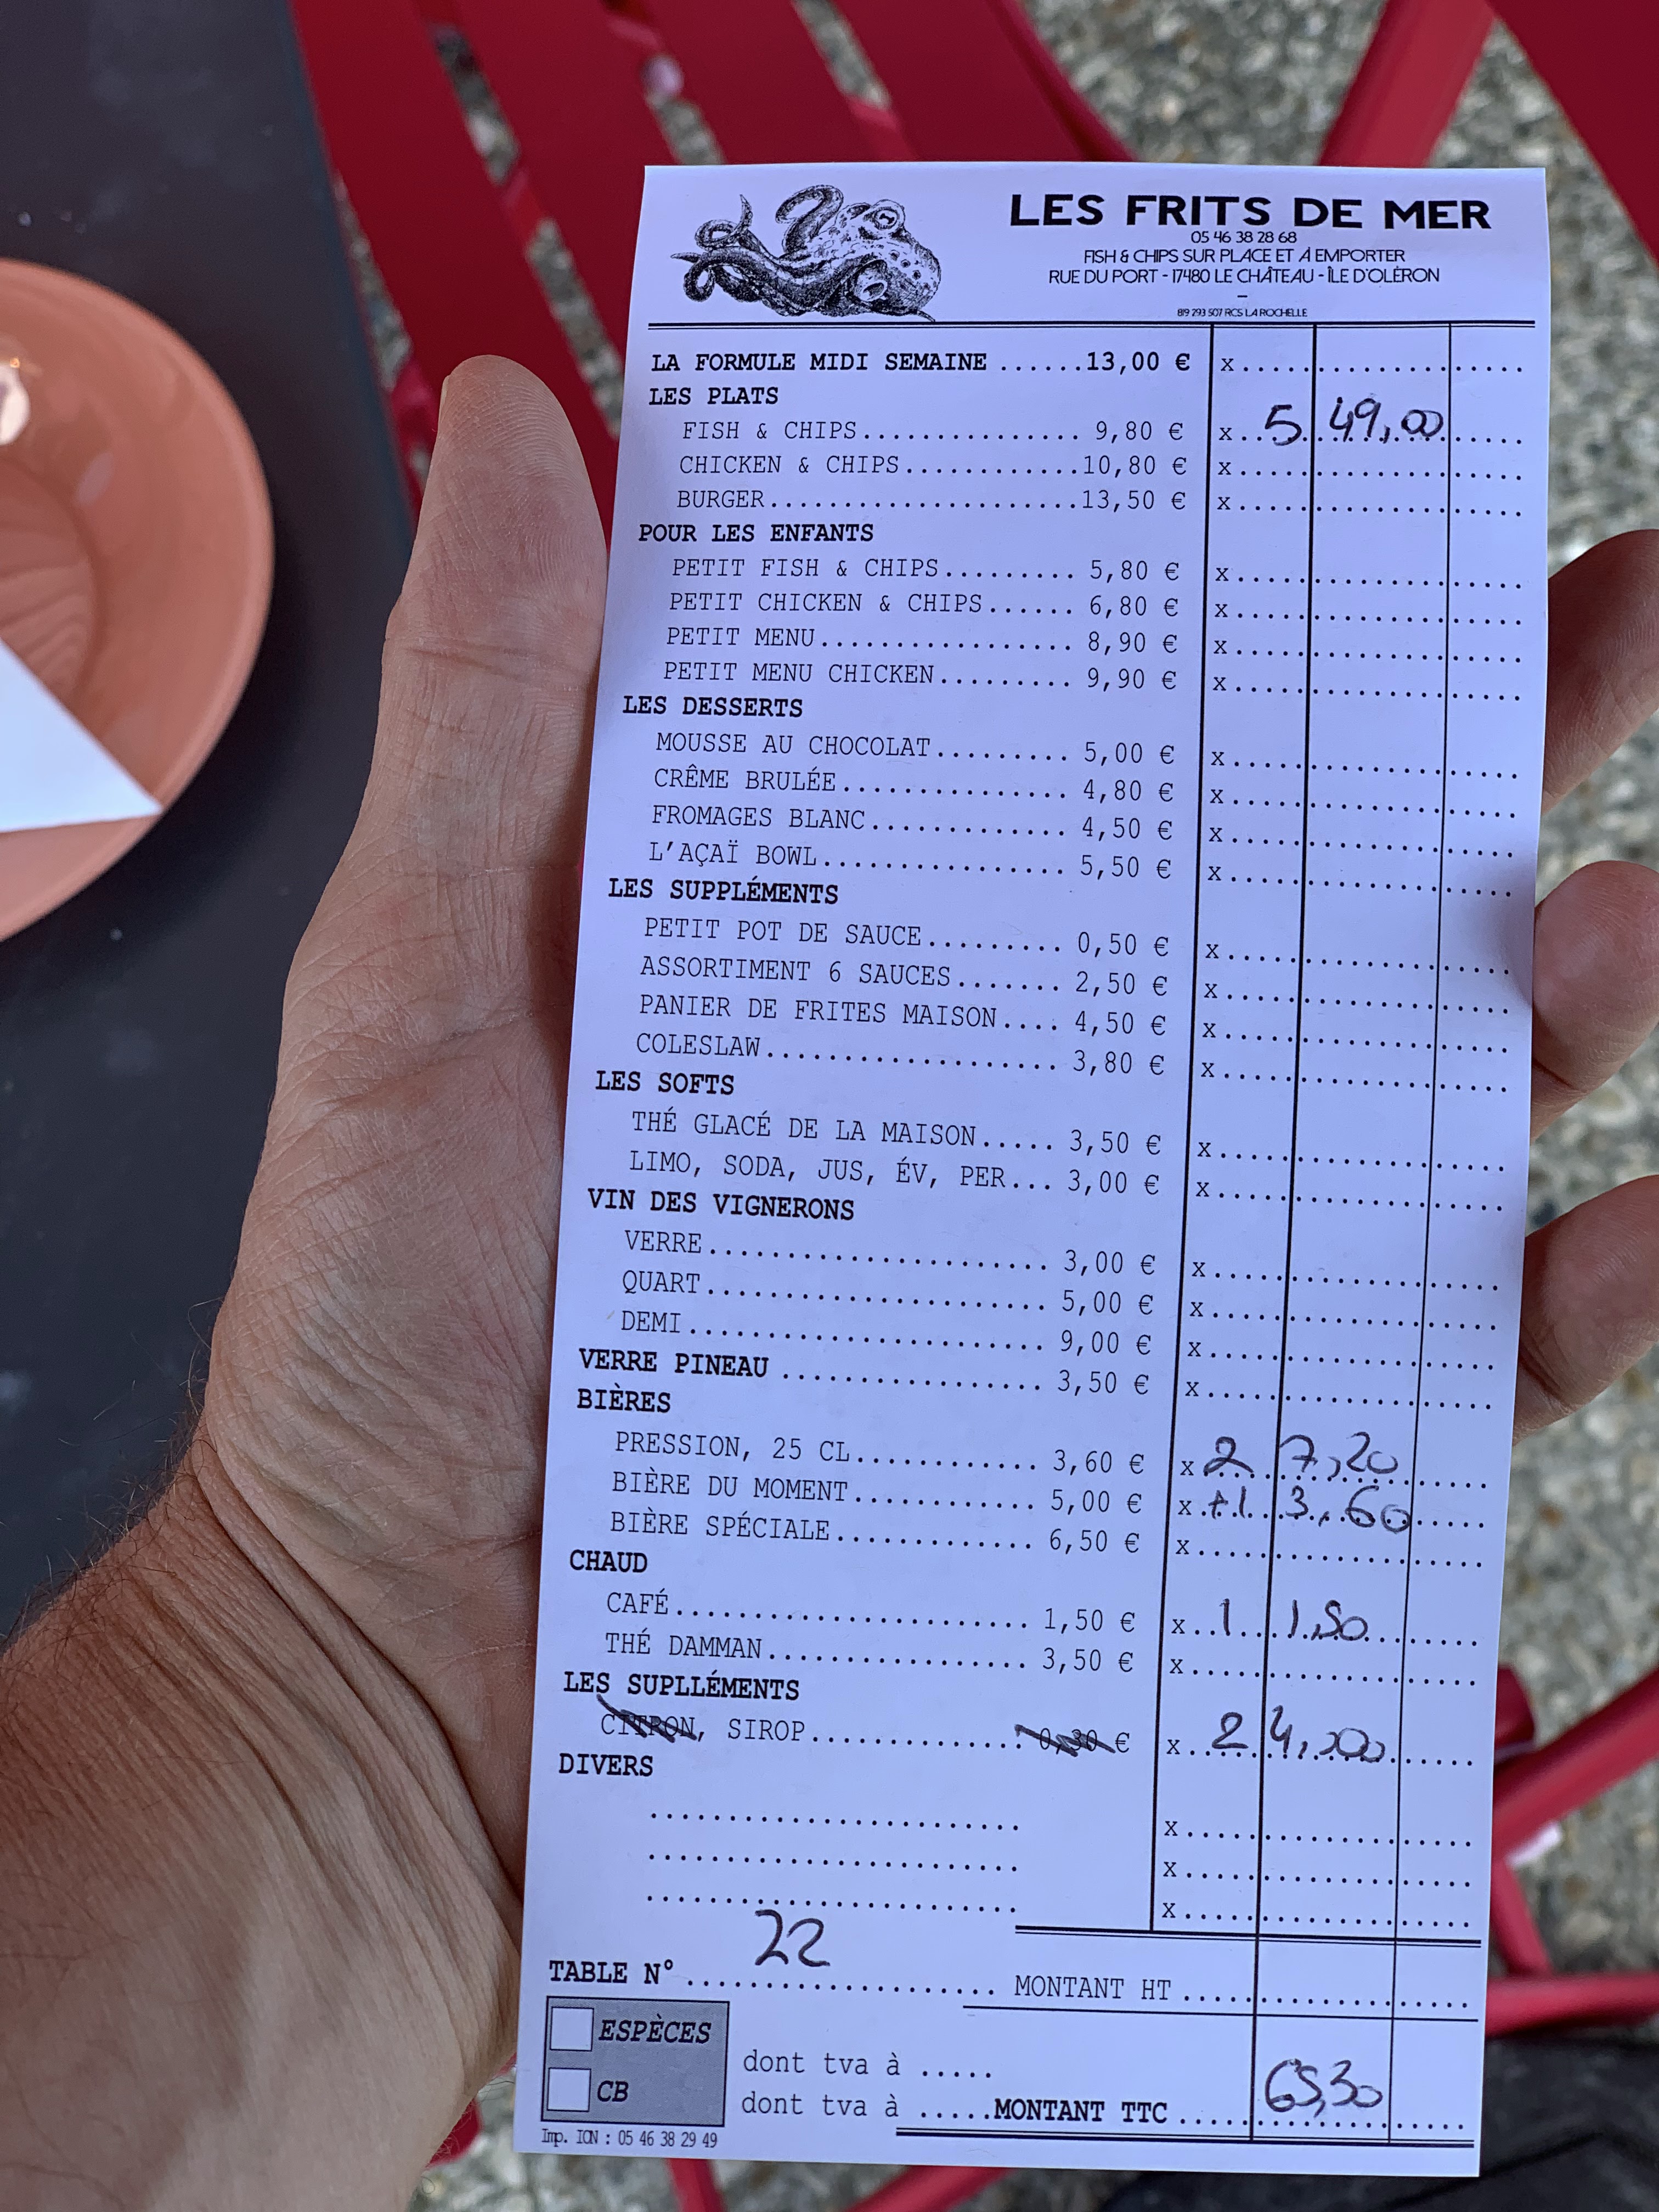 LES FRITS DE MER
05 46 38 28 68
FISH & CHIPS SUR PLACE ET À EMPORTER
RUE DU PORT - 17480 LE CHÂTEAU - ÎLE D'OLÉRON
–
819 293 507 RCS LA ROCHELLE
LA FORMULE MIDI SEMAINE ......13,00 € x
LES PLATS
FISH & CHIPS................ 9,80 € x 5 49,00
CHICKEN & CHIPS............10,80 € x
BURGER.....................13,50 € x
POUR LES ENFANTS
PETIT FISH & CHIPS......... 5,80 € x
PETIT CHICKEN & CHIPS...... 6,80 € x
PETIT MENU................. 8,90 € x
PETIT MENU CHICKEN......... 9,90 € x
LES DESSERTS
MOUSSE AU CHOCOLAT......... 5,00 € x
CRÊME BRULÉE............... 4,80 € x
FROMAGES BLANC............. 4,50 € x
L'AÇAÏ BOWL................ 5,50 € x
LES SUPPLÉMENTS
PETIT POT DE SAUCE......... 0,50 € x
ASSORTIMENT 6 SAUCES....... 2,50 € x
PANIER DE FRITES MAISON.... 4,50 € x
COLESLAW................... 3,80 € x
LES SOFTS
THÉ GLACÉ DE LA MAISON..... 3,50 € x
LIMO, SODA, JUS, ÉV, PER... 3,00 € x
VIN DES VIGNERONS
VERRE...................... 3,00 € x
QUART...................... 5,00 € x
DEMI....................... 9,00 € x
VERRE PINEAU ................. 3,50 € x
BIÈRES
PRESSION, 25 CL............ 3,60 € x 2 7,20
BIÈRE DU MOMENT............ 5,00 € x +1 3,60
BIÈRE SPÉCIALE............. 6,50 € x
CHAUD
CAFÉ....................... 1,50 € x 1 1,50
THÉ DAMMAN................. 3,50 € x
LES SUPLLÉMENTS
CITRON, SIROP.............. 0,30 € x 2 4,00
DIVERS
x
x
x
22
TABLE N° .................... MONTANT HT
ESPÈCES
dont tva à .....
CB
dont tva à .....MONTANT TTC ..... 65,30
Imp. ION : 05 46 38 29 49